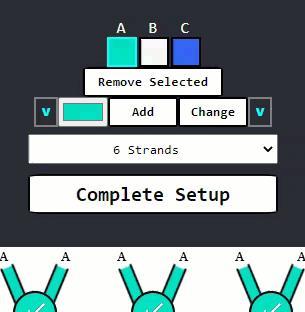 A B C
Remove Selected
v Add Change v
6 Strands
Complete Setup
A A A A A A